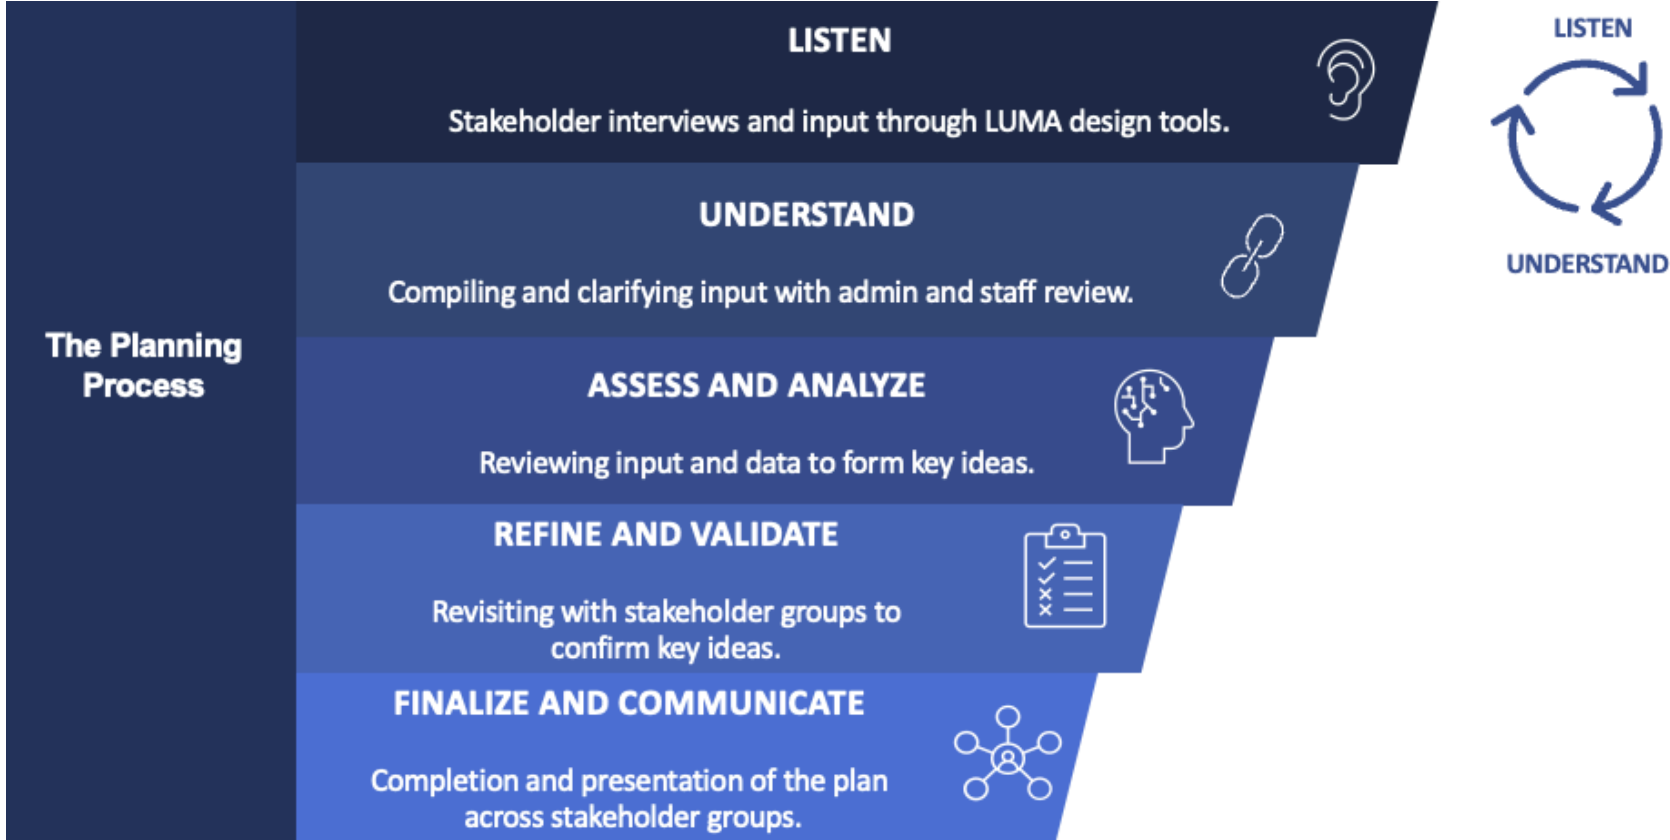 The Planning
Process
LISTEN
Stakeholder interviews and input through LUMA design tools.
UNDERSTAND
Compiling and clarifying input with admin and staff review.
ASSESS AND ANALYZE
Reviewing input and data to form key ideas.
REFINE AND VALIDATE
Revisiting with stakeholder groups to
confirm key ideas.
FINALIZE AND COMMUNICATE
Completion and presentation of the plan
across stakeholder groups.
LISTEN
UNDERSTAND